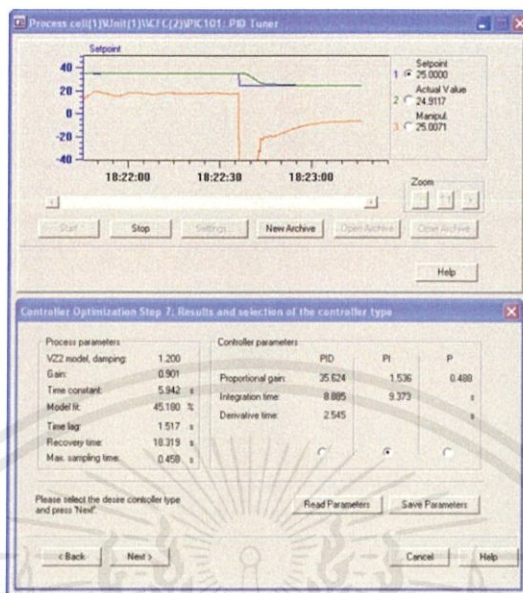 Process cell(1)\Unit(1)\\CFC(2)\PIC101: PID Tuner
Setpoint
40
20
0
-20
-40
18:22:00 18:22:30 18:23:00
Setpoint
1 25.0000
Actual Value
2 24.9117
Manipul.
3 25.0071
Zoom
Start Stop Settings... New Archive Open Archive Open Archive
Help
Controller Optimization Step 7: Results and selection of the controller type
Process parameters
VZ2 model, damping: 1.200
Gain: 0.901
Time constant: 5.942 s
Model fit: 45.180 %
Time lag: 1.517 s
Recovery time: 18.319 s
Max. sampling time: 0.458 s
Controller parameters
PID PI P
Proportional gain: 35.624 1.536 0.480
Integration time: 8.885 9.373 s
Derivative time: 2.545 s
Please select the desire controller type
and press 'Next'.
Read Parameters Save Parameters
< Back Next > Cancel Help